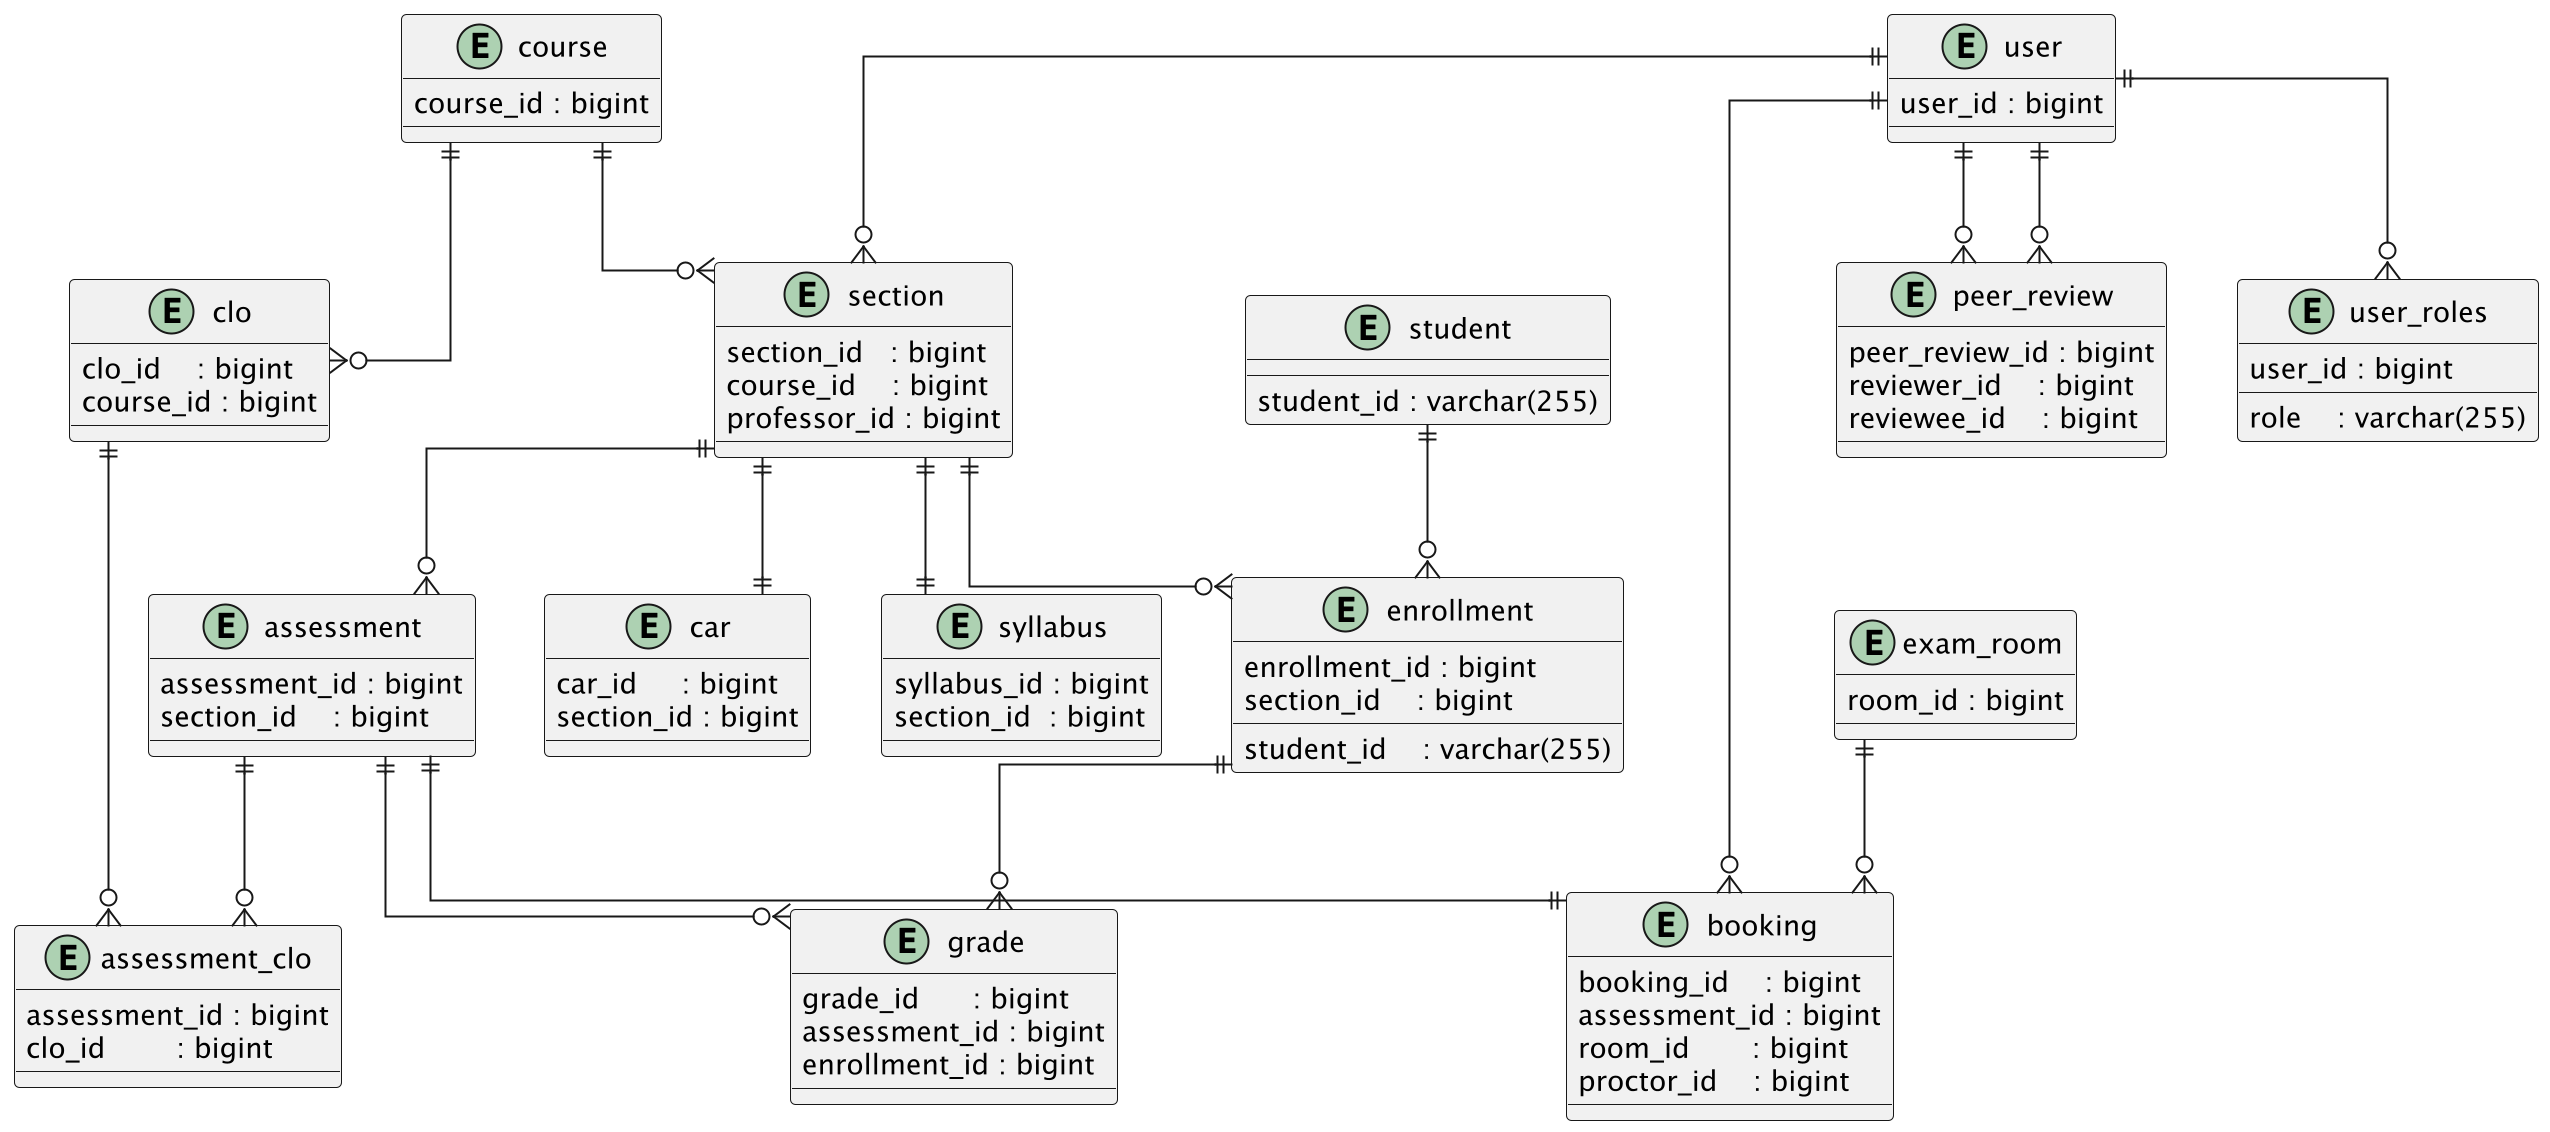 E course
course_id : bigint
E user
user_id : bigint
E clo
clo_id : bigint
course_id : bigint
E section
section_id : bigint
course_id : bigint
professor_id : bigint
E student
student_id : varchar(255)
E peer_review
peer_review_id : bigint
reviewer_id : bigint
reviewee_id : bigint
E user_roles
user_id : bigint
role : varchar(255)
E assessment
assessment_id : bigint
section_id : bigint
E car
car_id : bigint
section_id : bigint
E syllabus
syllabus_id : bigint
section_id : bigint
E enrollment
enrollment_id : bigint
section_id : bigint
student_id : varchar(255)
E exam_room
room_id : bigint
E assessment_clo
assessment_id : bigint
clo_id : bigint
E grade
grade_id : bigint
assessment_id : bigint
enrollment_id : bigint
E booking
booking_id : bigint
assessment_id : bigint
room_id : bigint
proctor_id : bigint